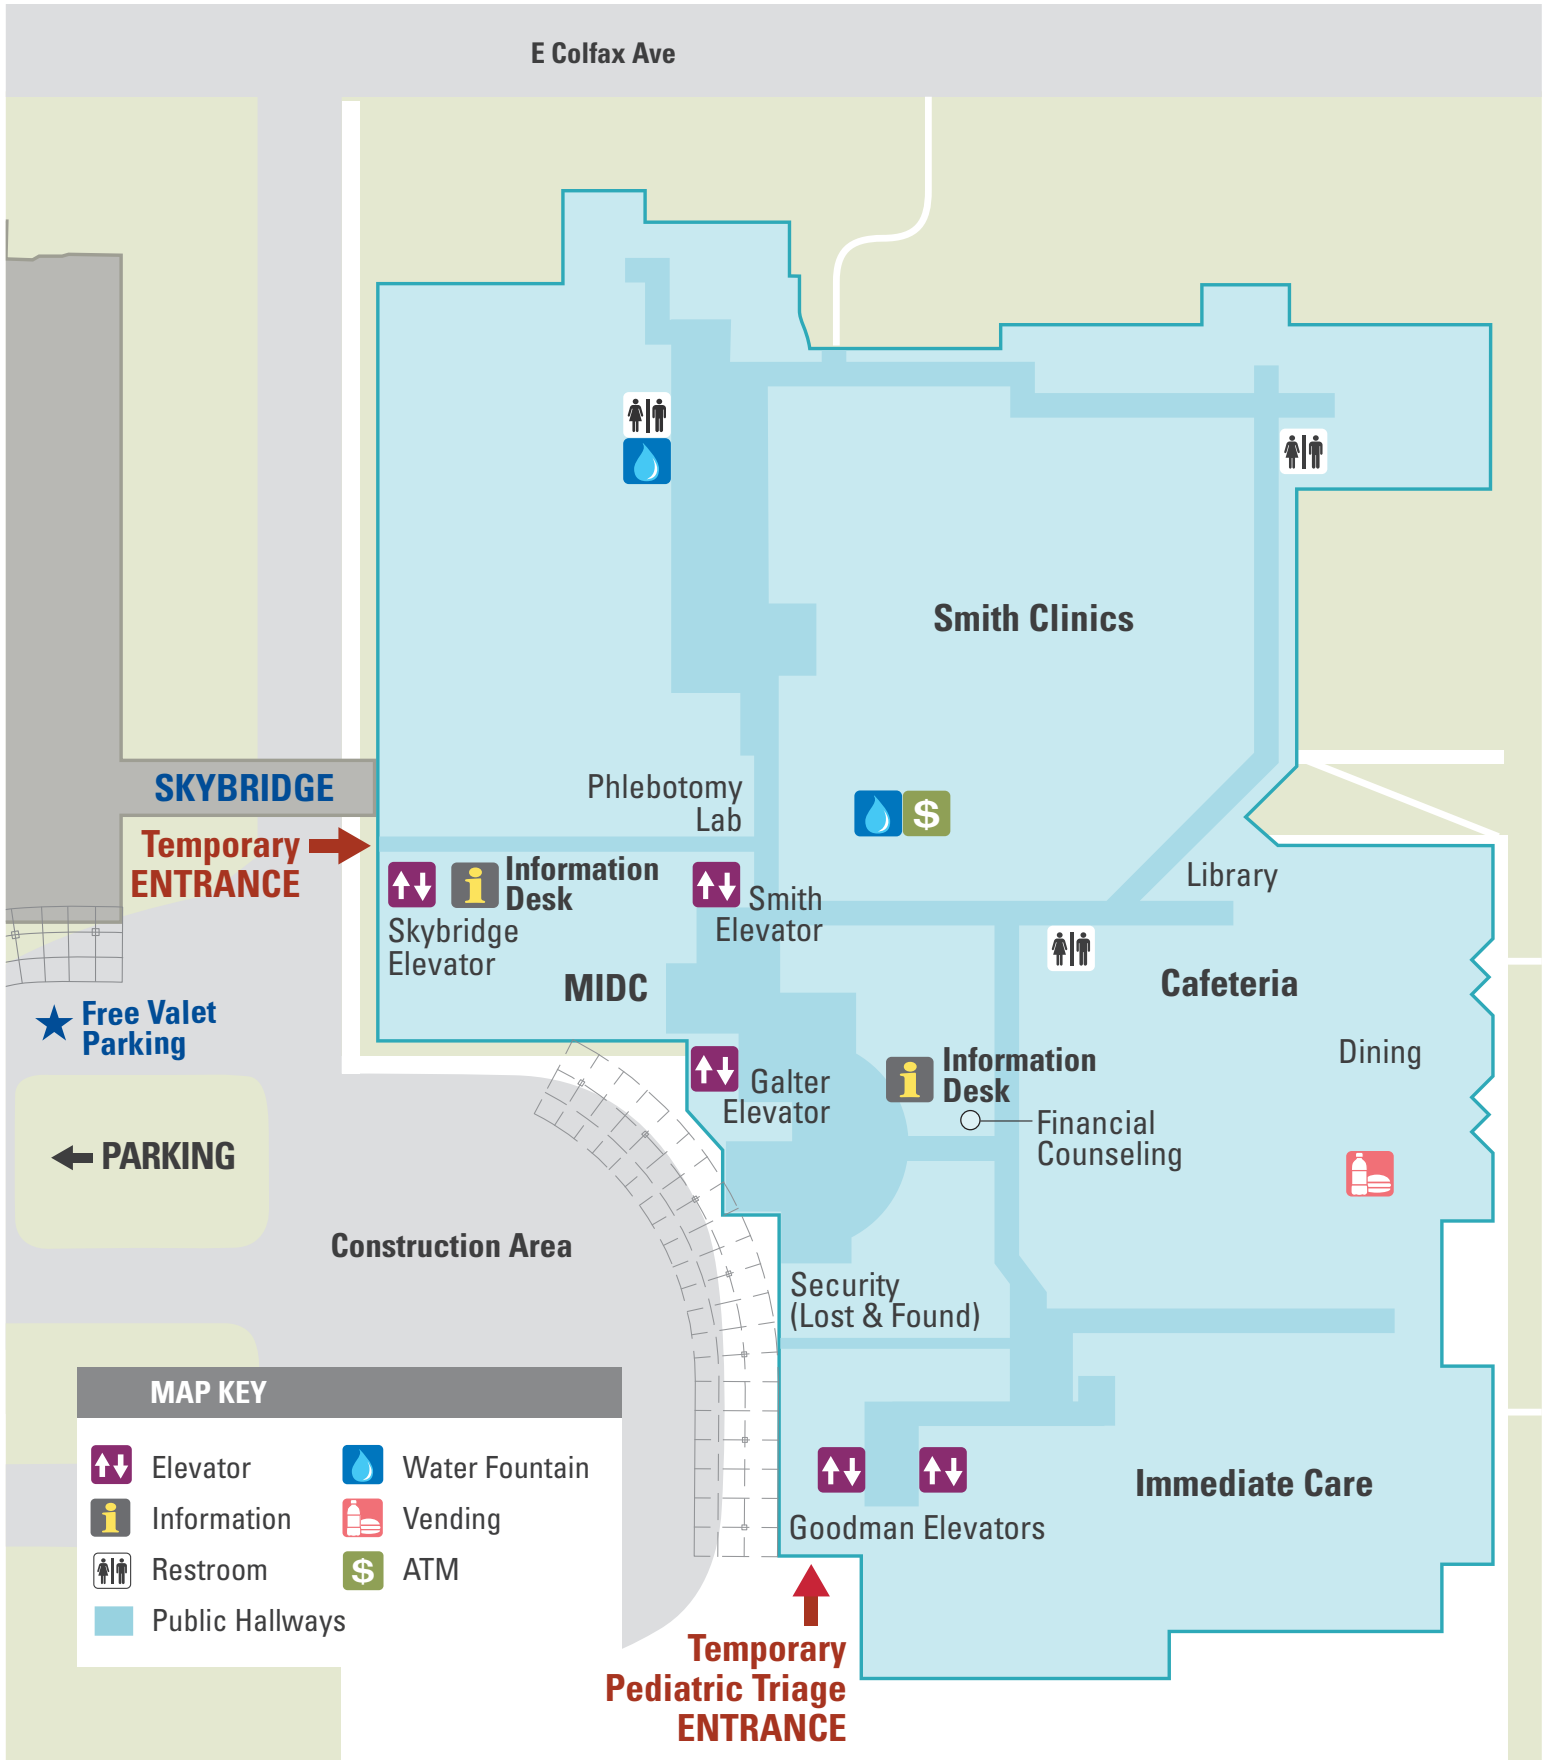 E Colfax Ave
Smith Clinics
SKYBRIDGE
Phlebotomy
Lab
$
Temporary
ENTRANCE
Information
Desk
Smith
Elevator
Library
Skybridge
Elevator
MIDC
Cafeteria
Free Valet
Parking
Dining
Galter
Elevator
Information
Desk
Financial
Counseling
PARKING
Construction Area
Security
(Lost & Found)
MAP KEY
Elevator
Water Fountain
Information
Vending
Restroom
$
ATM
Public Hallways
Immediate Care
Goodman Elevators
Temporary
Pediatric Triage
ENTRANCE